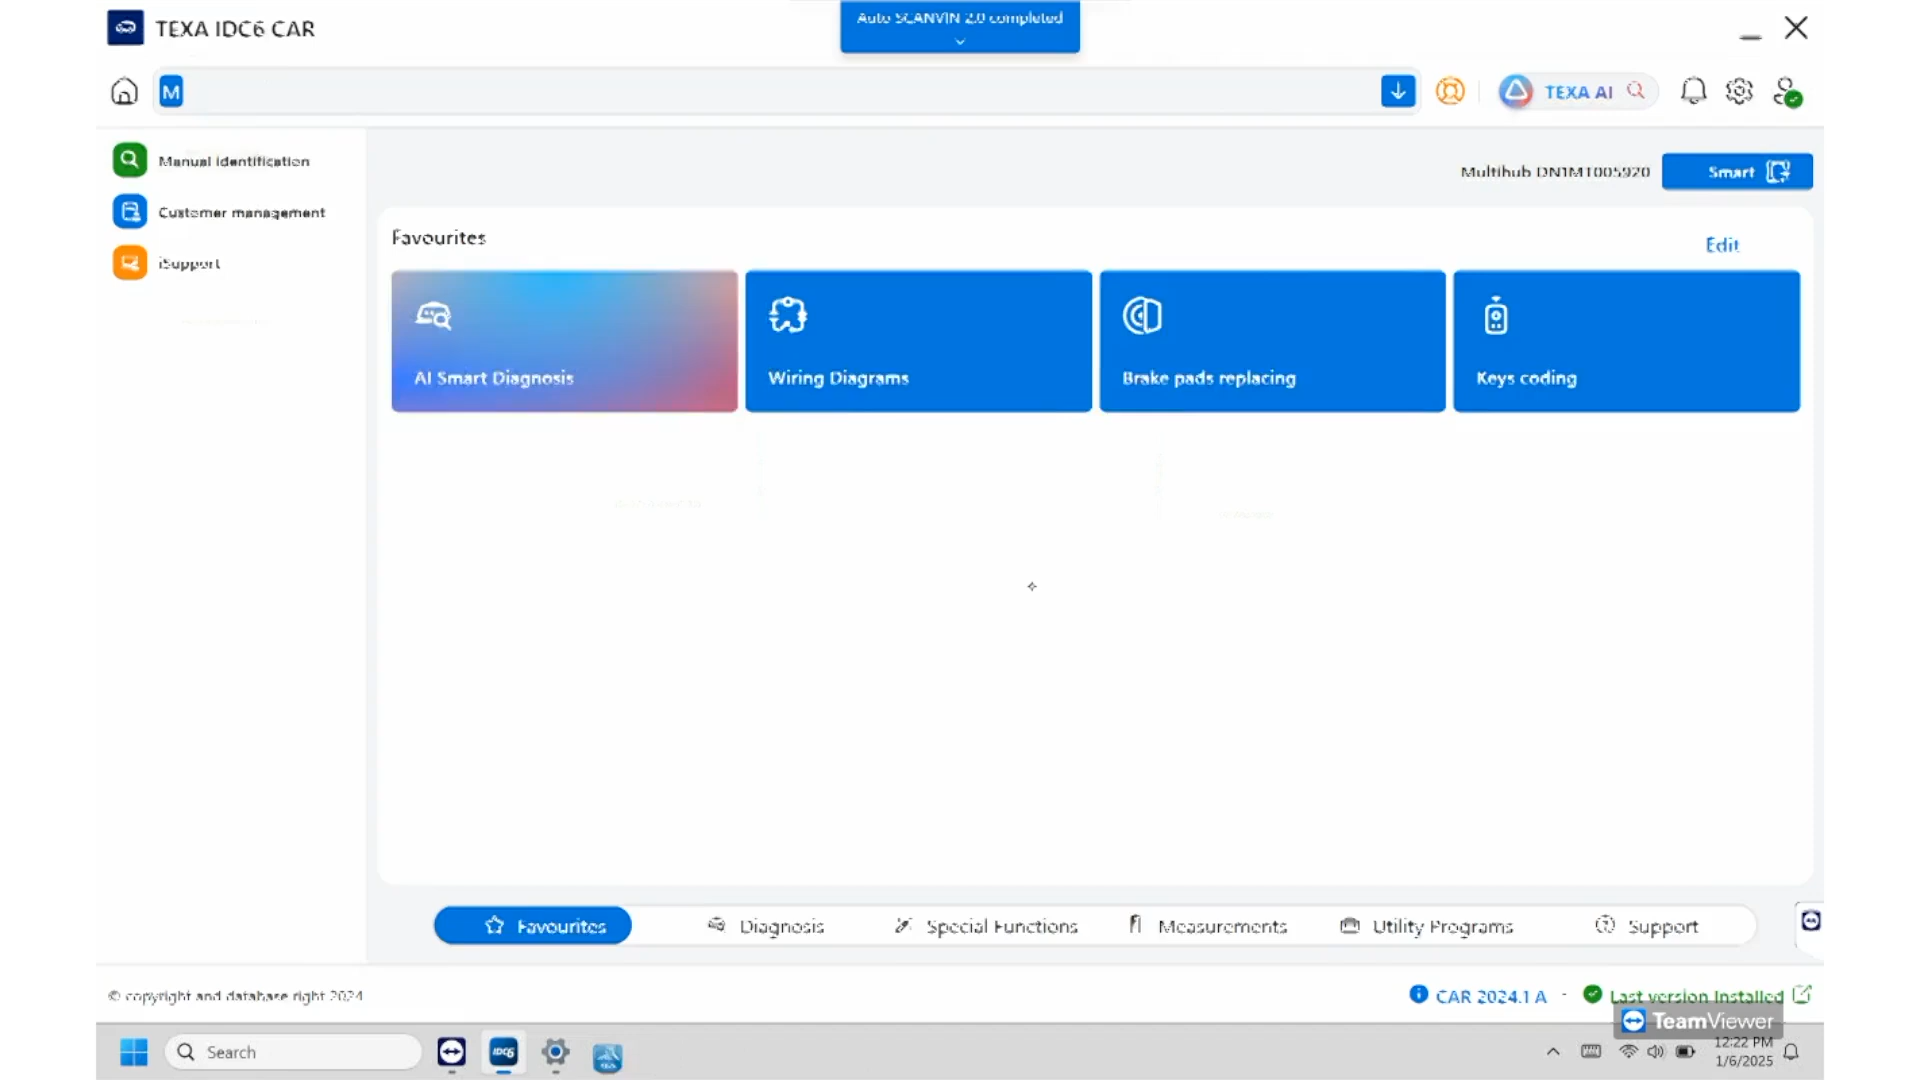 TEXA IDC6 CAR
Auto SCANVIN 2.0 completed
M
TEXA AI
Manual identification
Customer management
iSupport
Multihub DN1MT005920
Smart
Favourites
Edit
AI Smart Diagnosis
Wiring Diagrams
Brake pads replacing
Keys coding
Favourites
Diagnosis
Special Functions
Measurements
Utility Programs
Support
© copyright and database right 2024
CAR 2024.1 A -
Last version installed
TeamViewer
Search
IDC6
12:22 PM
1/6/2025